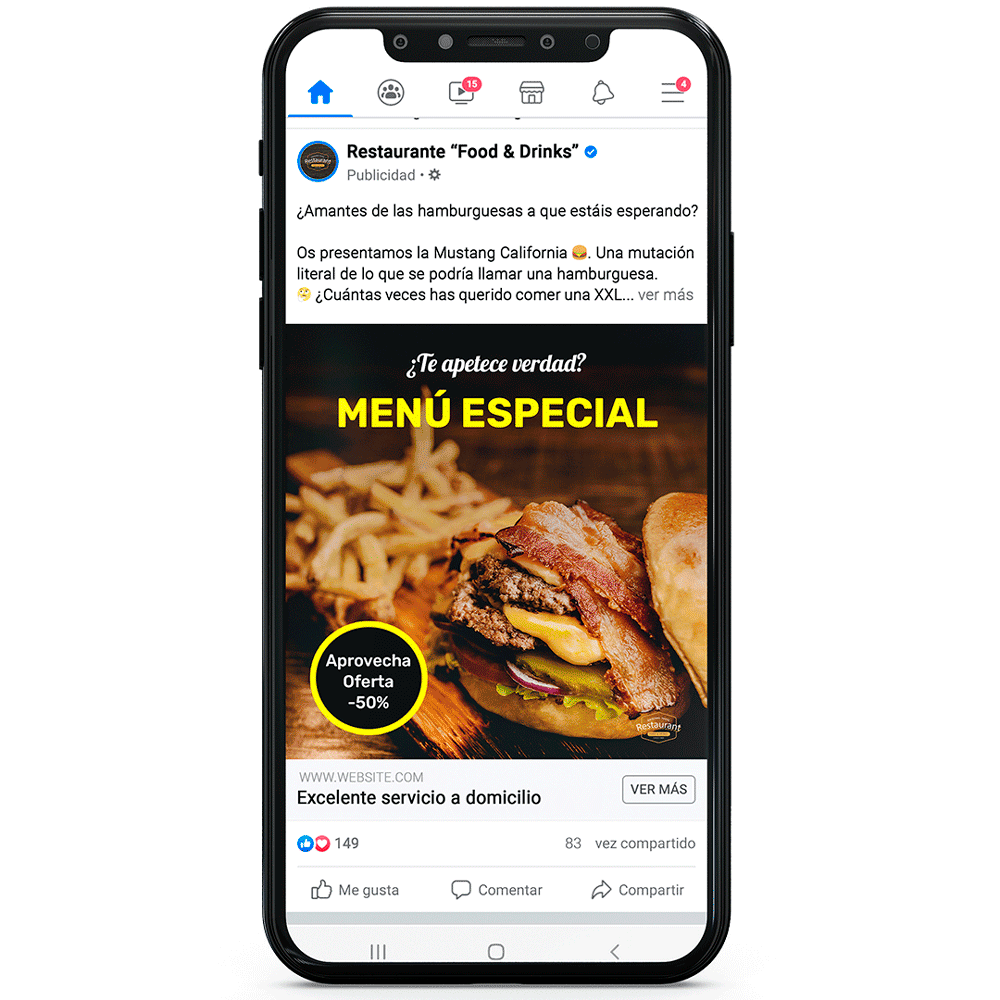 15
4
Restaurante “Food & Drinks”
Publicidad •
¿Amantes de las hamburguesas a que estáis esperando?
Os presentamos la Mustang California 🍔. Una mutación
literal de lo que se podría llamar una hamburguesa.
🤔 ¿Cuántas veces has querido comer una XXL... ver más
¿Te apetece verdad?
MENÚ ESPECIAL
Aprovecha
Oferta
-50%
Restaurant
WWW.WEBSITE.COM
Excelente servicio a domicilio
VER MÁS
149
83 vez compartido
Me gusta
Comentar
Compartir